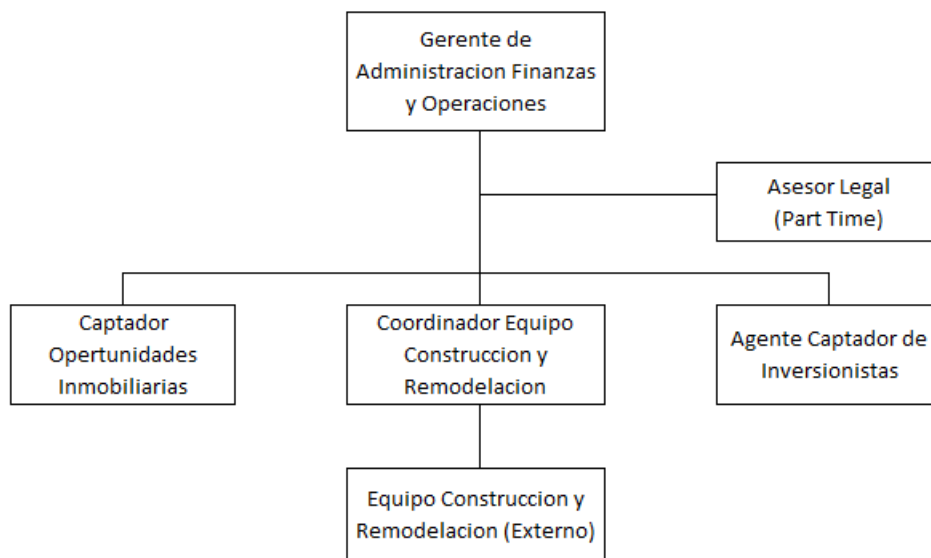 Gerente de
Administracion Finanzas
y Operaciones
Asesor Legal
(Part Time)
Captador
Opertunidades
Inmobiliarias
Coordinador Equipo
Construccion y
Remodelacion
Agente Captador de
Inversionistas
Equipo Construccion y
Remodelacion (Externo)